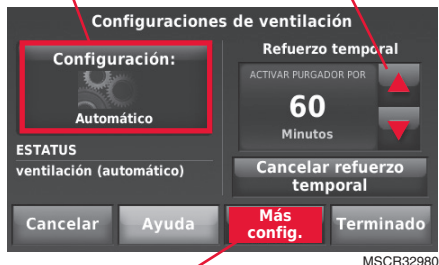 Configuraciones de ventilación
Configuración:
Automático
ESTATUS
ventilación (automático)
Refuerzo temporal
ACTIVAR PURGADOR POR
60
Minutos
Cancelar refuerzo
temporal
Cancelar
Ayuda
Más
config.
Terminado
MSCR32980